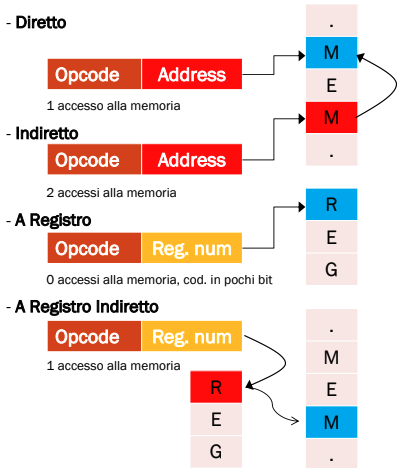 - Diretto
Opcode Address
1 accesso alla memoria
- Indiretto
Opcode Address
2 accessi alla memoria
.
M
E
M
.
- A Registro
Opcode Reg. num
0 accessi alla memoria, cod. in pochi bit
R
E
G
- A Registro Indiretto
Opcode Reg. num
1 accesso alla memoria
R
E
G
.
M
E
M
.